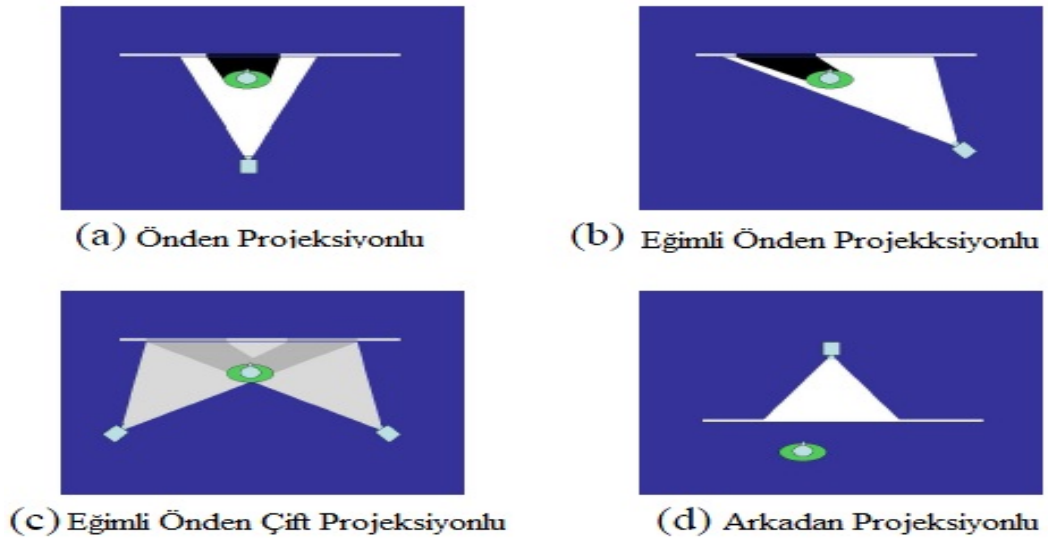 (a) Önden Projeksiyonlu
(b) Eğimli Önden Projekksiyonlu
(c) Eğimli Önden Çift Projeksiyonlu
(d) Arkadan Projeksiyonlu